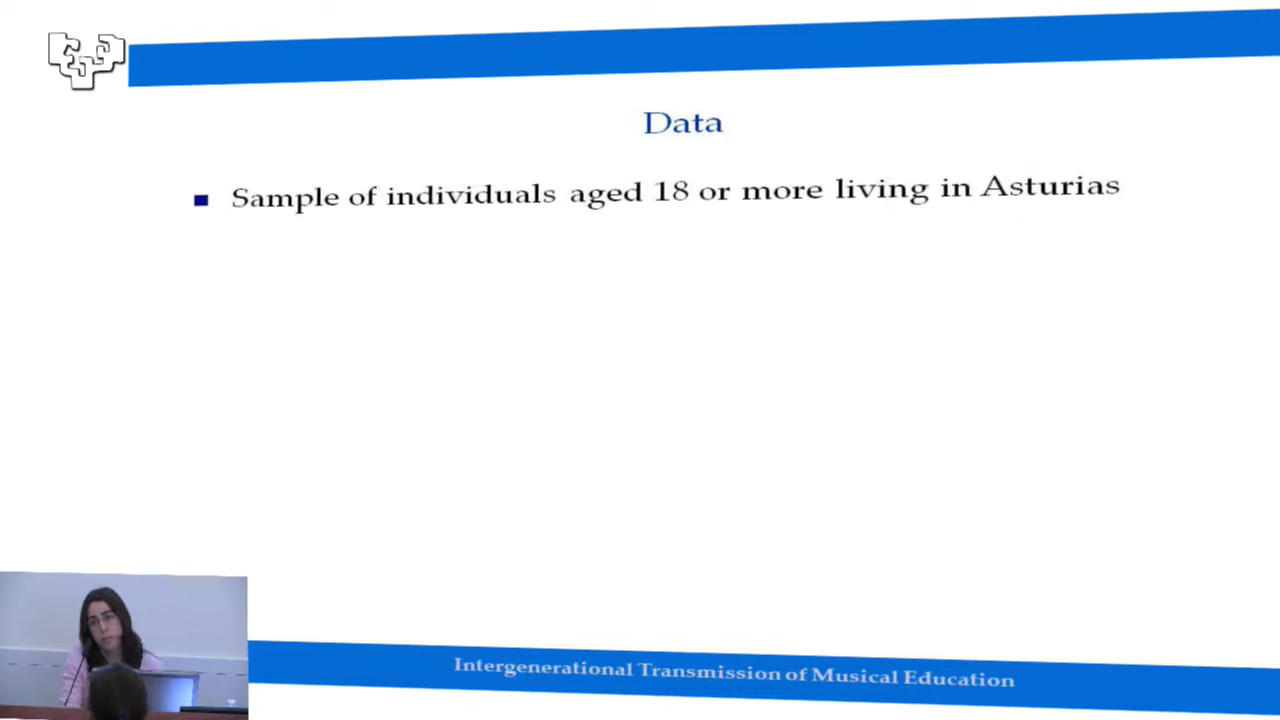 Data
Sample of individuals aged 18 or more living in Asturias
Intergenerational Transmission of Musical Education